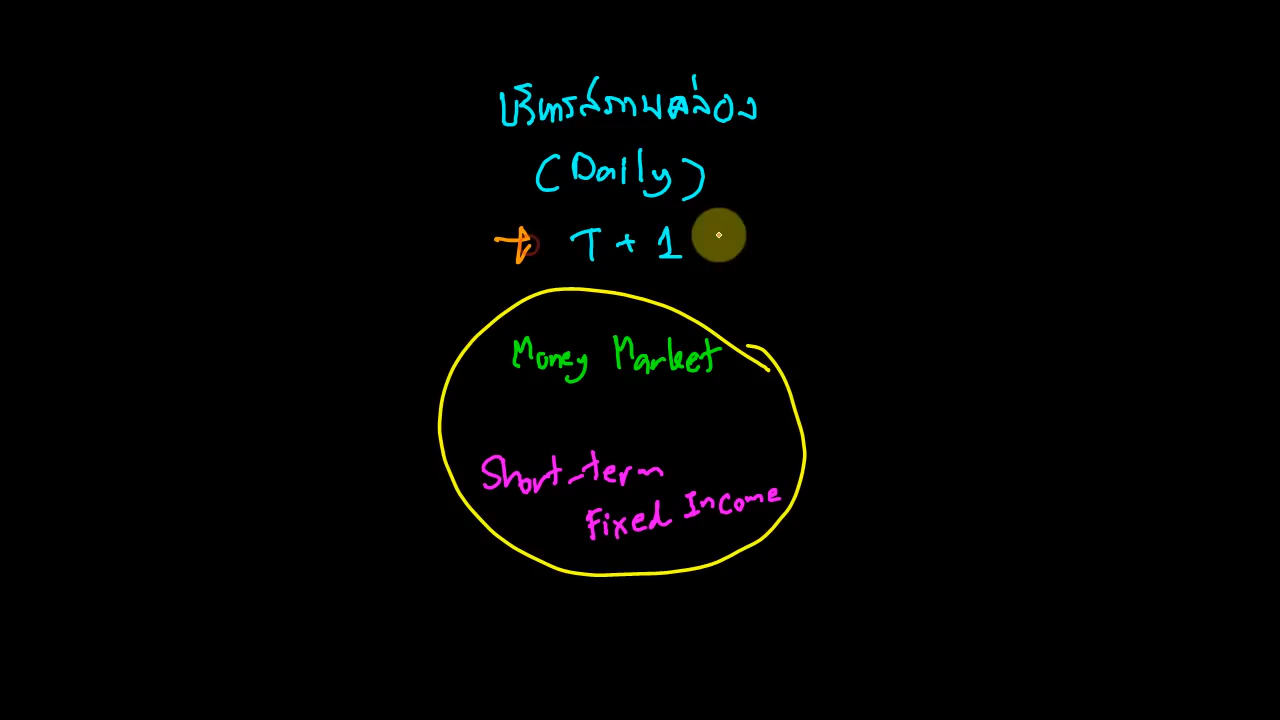 บริหารสภาพคล่อง
(Daily)
→ T + 1
Money Market
Short-term
Fixed Income